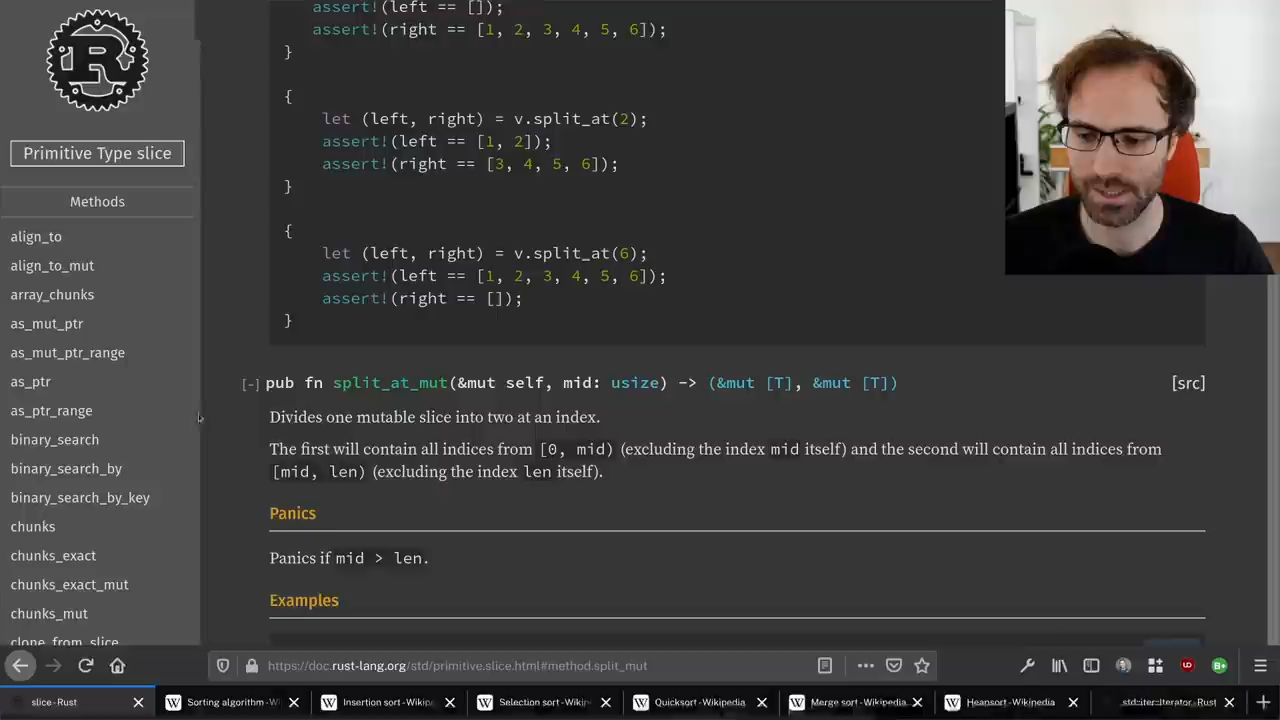 assert!(left == []);
assert!(right == [1, 2, 3, 4, 5, 6]);
}
{
let (left, right) = v.split_at(2);
assert!(left == [1, 2]);
assert!(right == [3, 4, 5, 6]);
}
{
let (left, right) = v.split_at(6);
assert!(left == [1, 2, 3, 4, 5, 6]);
assert!(right == []);
}
R
Primitive Type slice
Methods
align_to
align_to_mut
array_chunks
as_mut_ptr
as_mut_ptr_range
as_ptr
as_ptr_range
binary_search
binary_search_by
binary_search_by_key
chunks
chunks_exact
chunks_exact_mut
chunks_mut
clone_from_slice
[-] pub fn split_at_mut(&mut self, mid: usize) -> (&mut [T], &mut [T]) [src]
Divides one mutable slice into two at an index.
The first will contain all indices from [0, mid) (excluding the index mid itself) and the second will contain all indices from
[mid, len) (excluding the index len itself).
Panics
Panics if mid > len.
Examples
https://doc.rust-lang.org/std/primitive.slice.html#method.split_mut
slice - Rust
Sorting algorithm - Wi
Insertion sort - Wikip
Selection sort - Wikip
Quicksort - Wikipedia
Merge sort - Wikipedia
Heapsort - Wikipedia
std::iter::Iterator - Rust